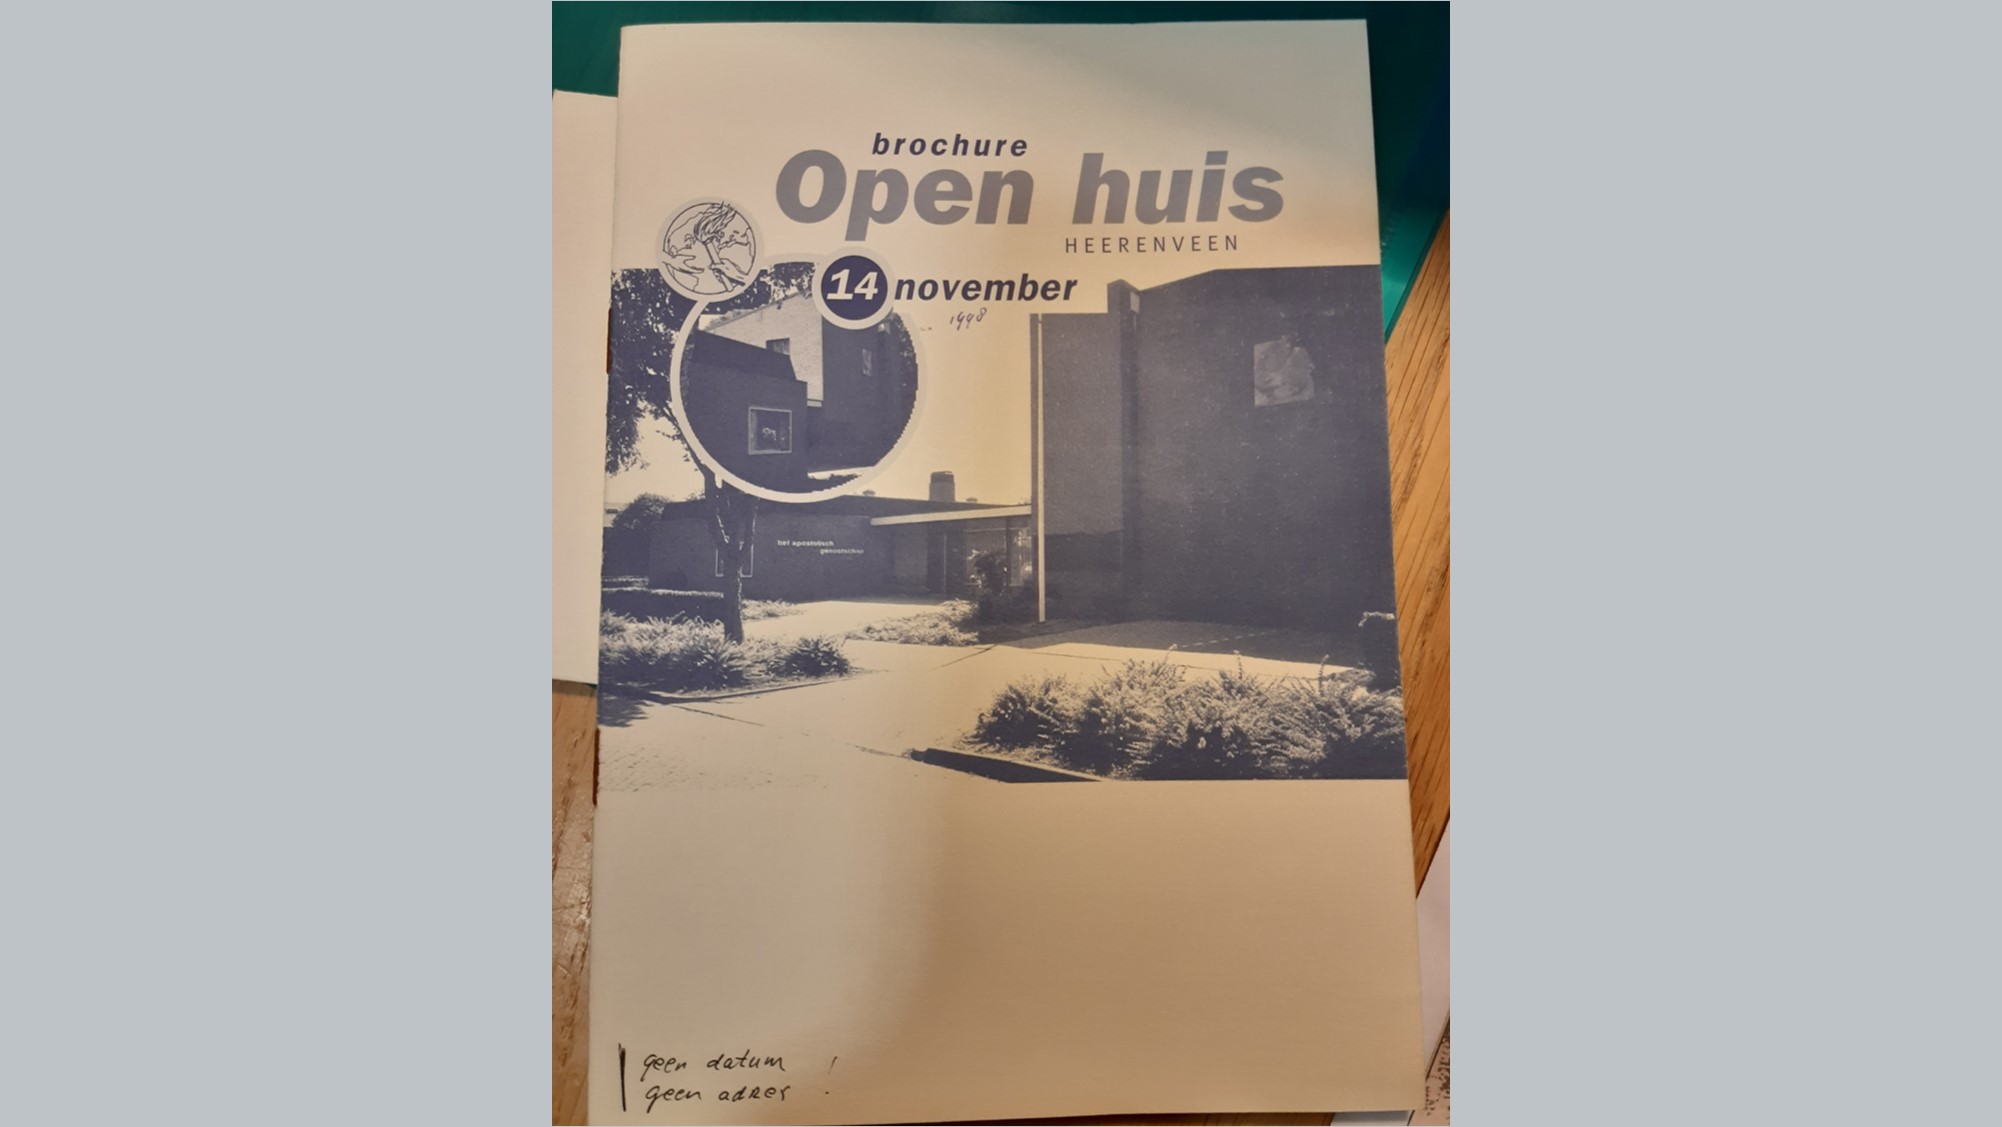 brochure
Open huis
HEERENVEEN
14 november
1998
het apostolisch
genootschap
geen datum !
geen adres